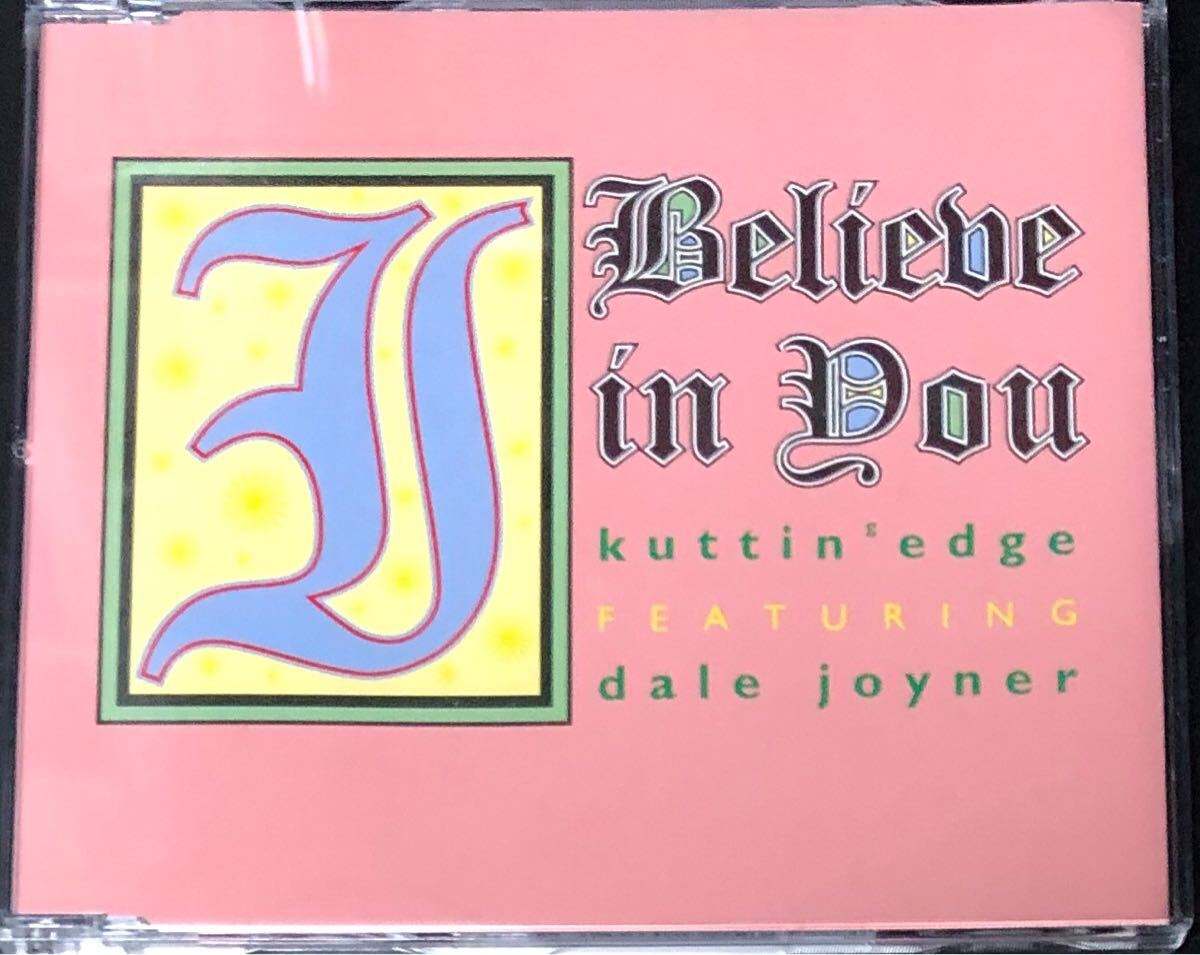 I Believe
in You
kuttin g edge
FEATURING
dale joyner